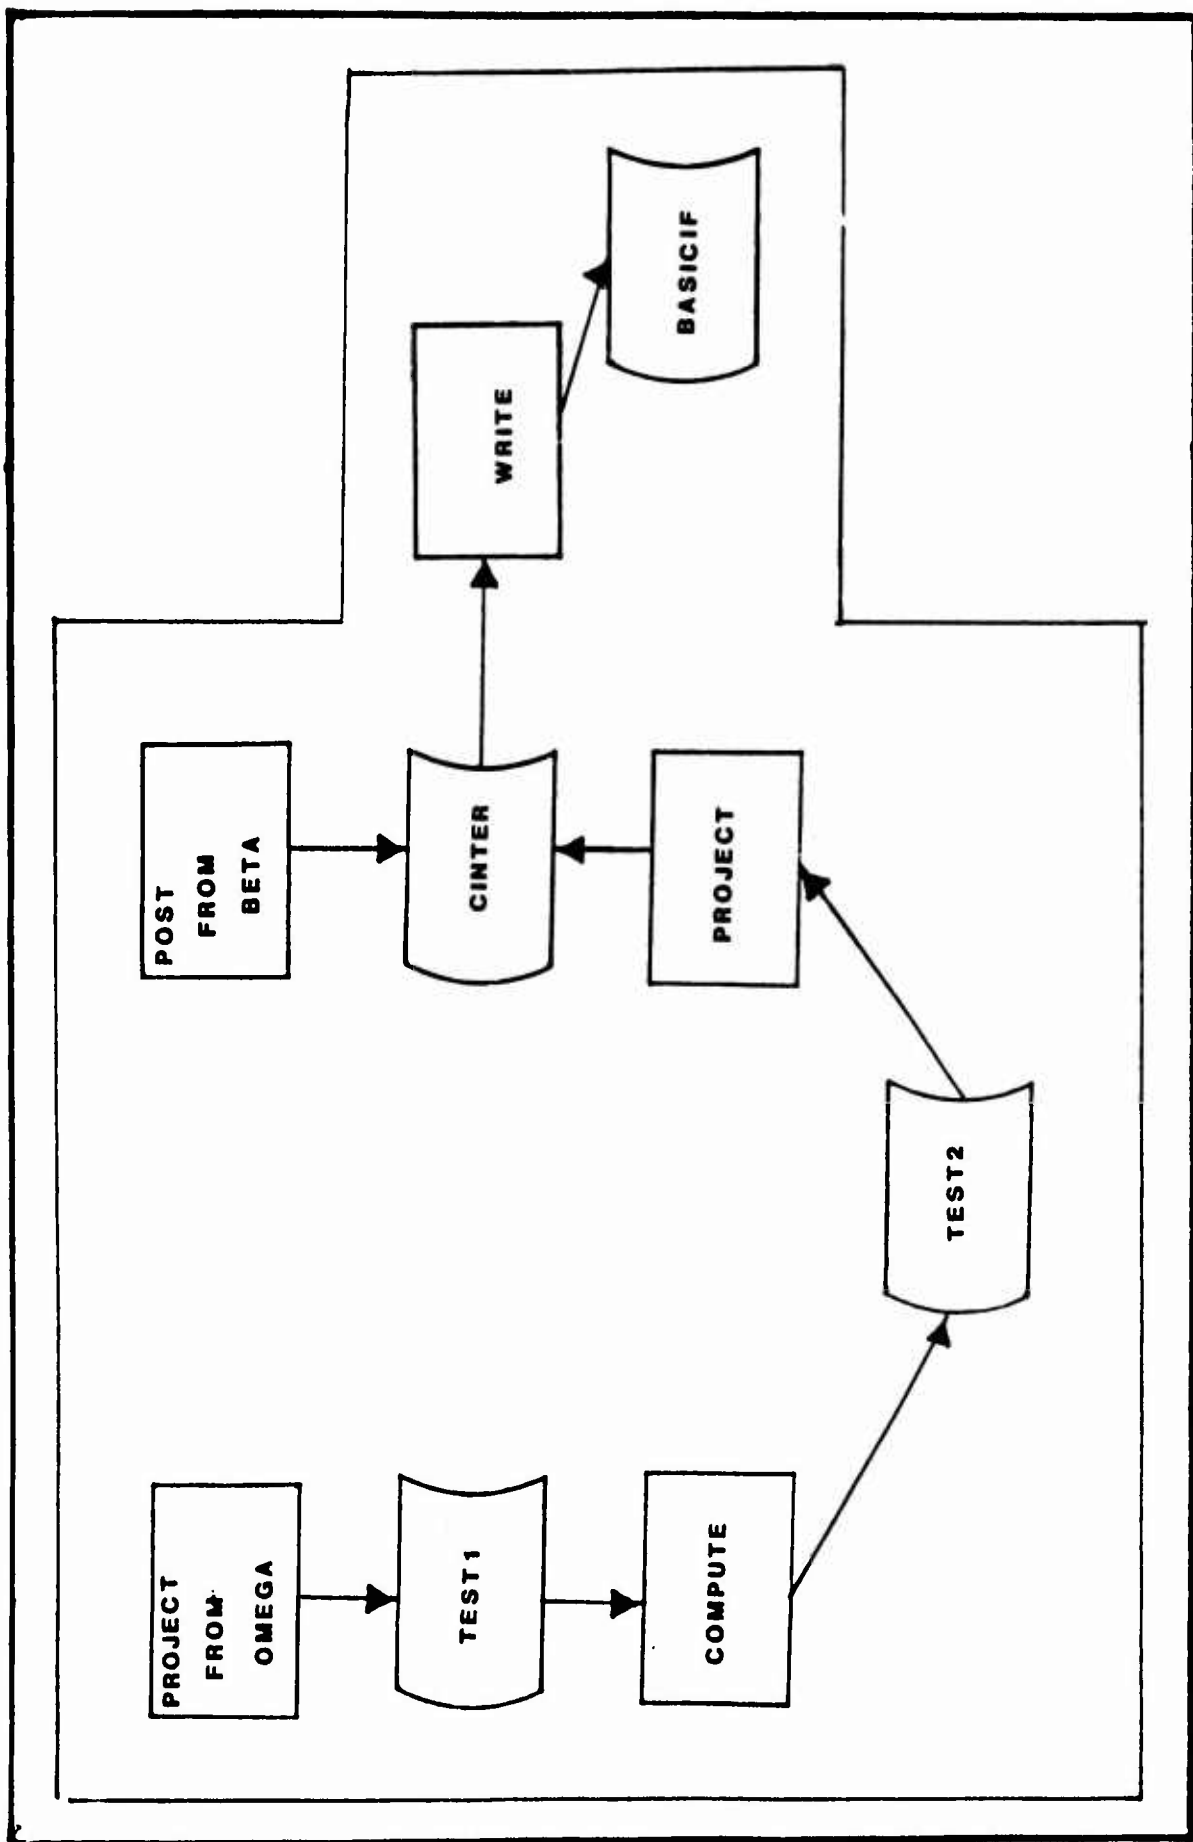 PROJECT
FROM
OMEGA
TEST1
COMPUTE
TEST2
POST
FROM
BETA
CINTER
PROJECT
WRITE
BASICIF